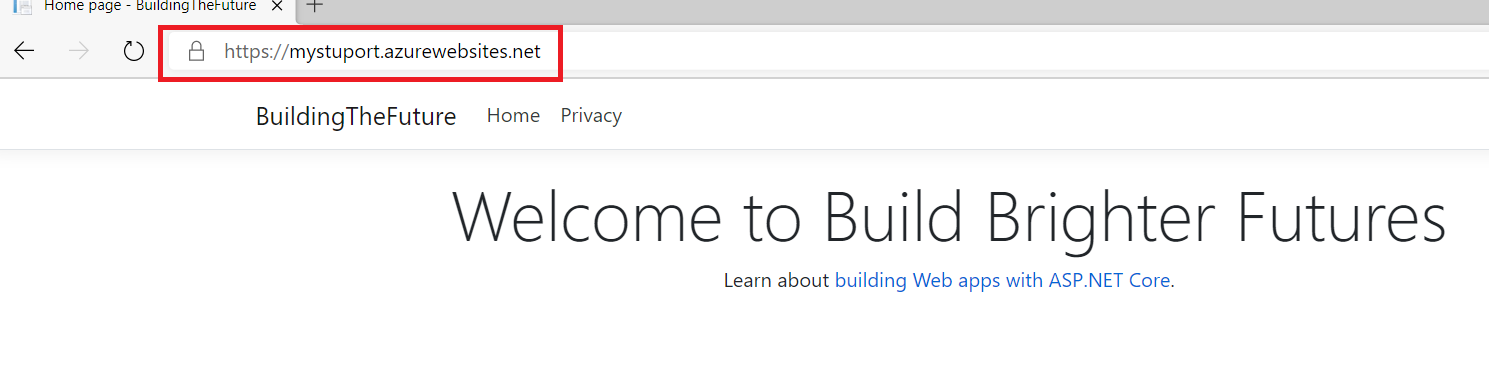 Home page - BuildingTheFuture
https://mystuport.azurewebsites.net
BuildingTheFuture Home Privacy
Welcome to Build Brighter Futures
Learn about building Web apps with ASP.NET Core.